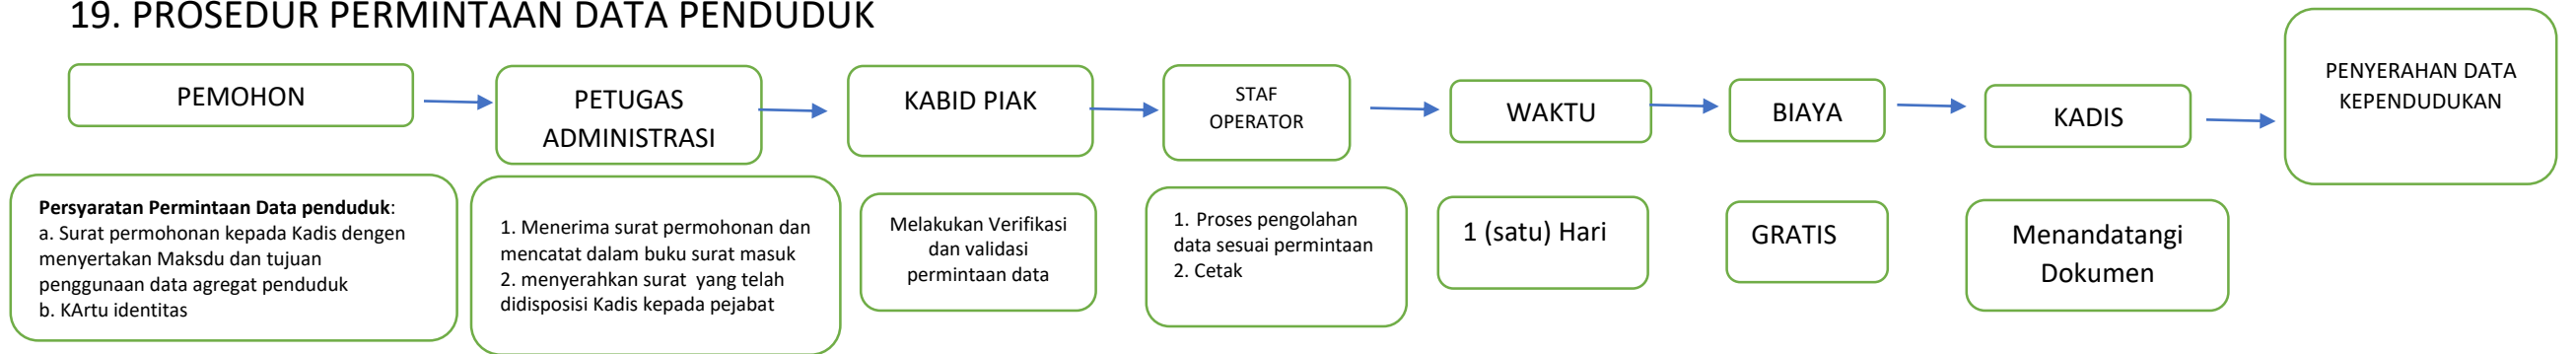 19. PROSEDUR PERMINTAAN DATA PENDUDUK
PEMOHON
PETUGAS
ADMINISTRASI
KABID PIAK
STAF
OPERATOR
WAKTU
BIAYA
KADIS
PENYERAHAN DATA
KEPENDUDUKAN
Persyaratan Permintaan Data penduduk:
a. Surat permohonan kepada Kadis dengen
menyertakan Maksdu dan tujuan
penggunaan data agregat penduduk
b. KArtu identitas
1. Menerima surat permohonan dan
mencatat dalam buku surat masuk
2. menyerahkan surat yang telah
didisposisi Kadis kepada pejabat
Melakukan Verifikasi
dan validasi
permintaan data
1. Proses pengolahan
data sesuai permintaan
2. Cetak
1 (satu) Hari
GRATIS
Menandatangi
Dokumen